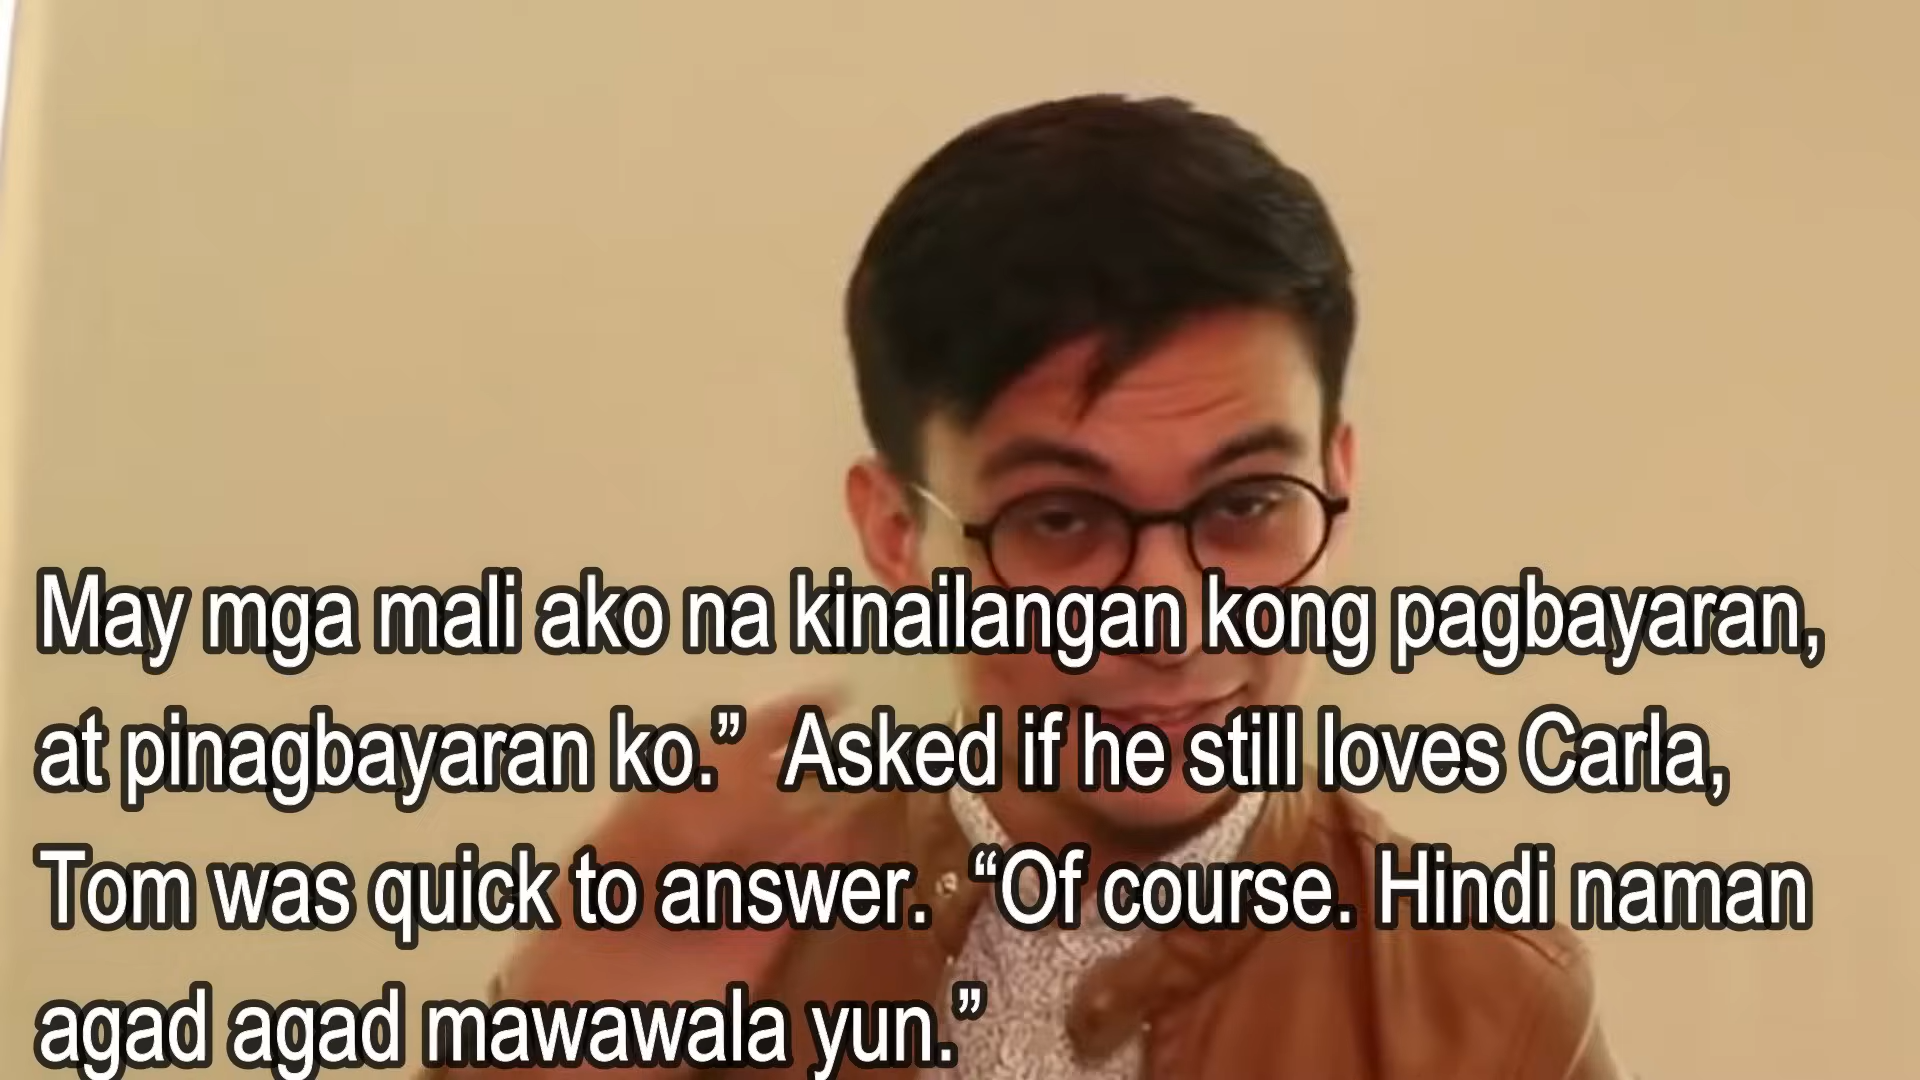 May mga mali ako na kinailangan kong pagbayaran,
at pinagbayaran ko.”  Asked if he still loves Carla,
Tom was quick to answer.  “Of course. Hindi naman
agad agad mawawala yun.”